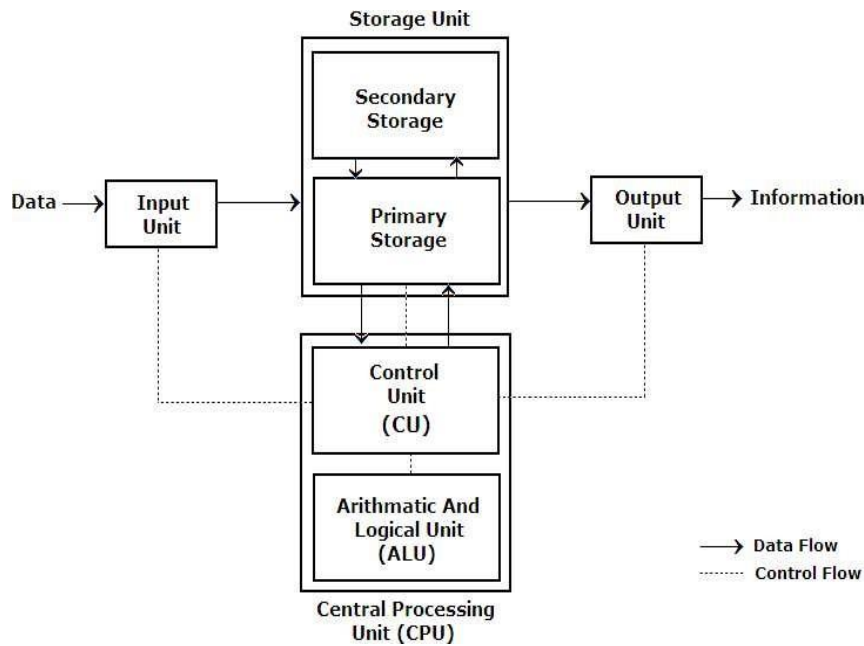 Storage Unit
Secondary
Storage
Data
Input
Unit
Primary
Storage
Output
Unit
Information
Control
Unit
(CU)
Arithmatic And
Logical Unit
(ALU)
Central Processing
Unit (CPU)
Data Flow
Control Flow